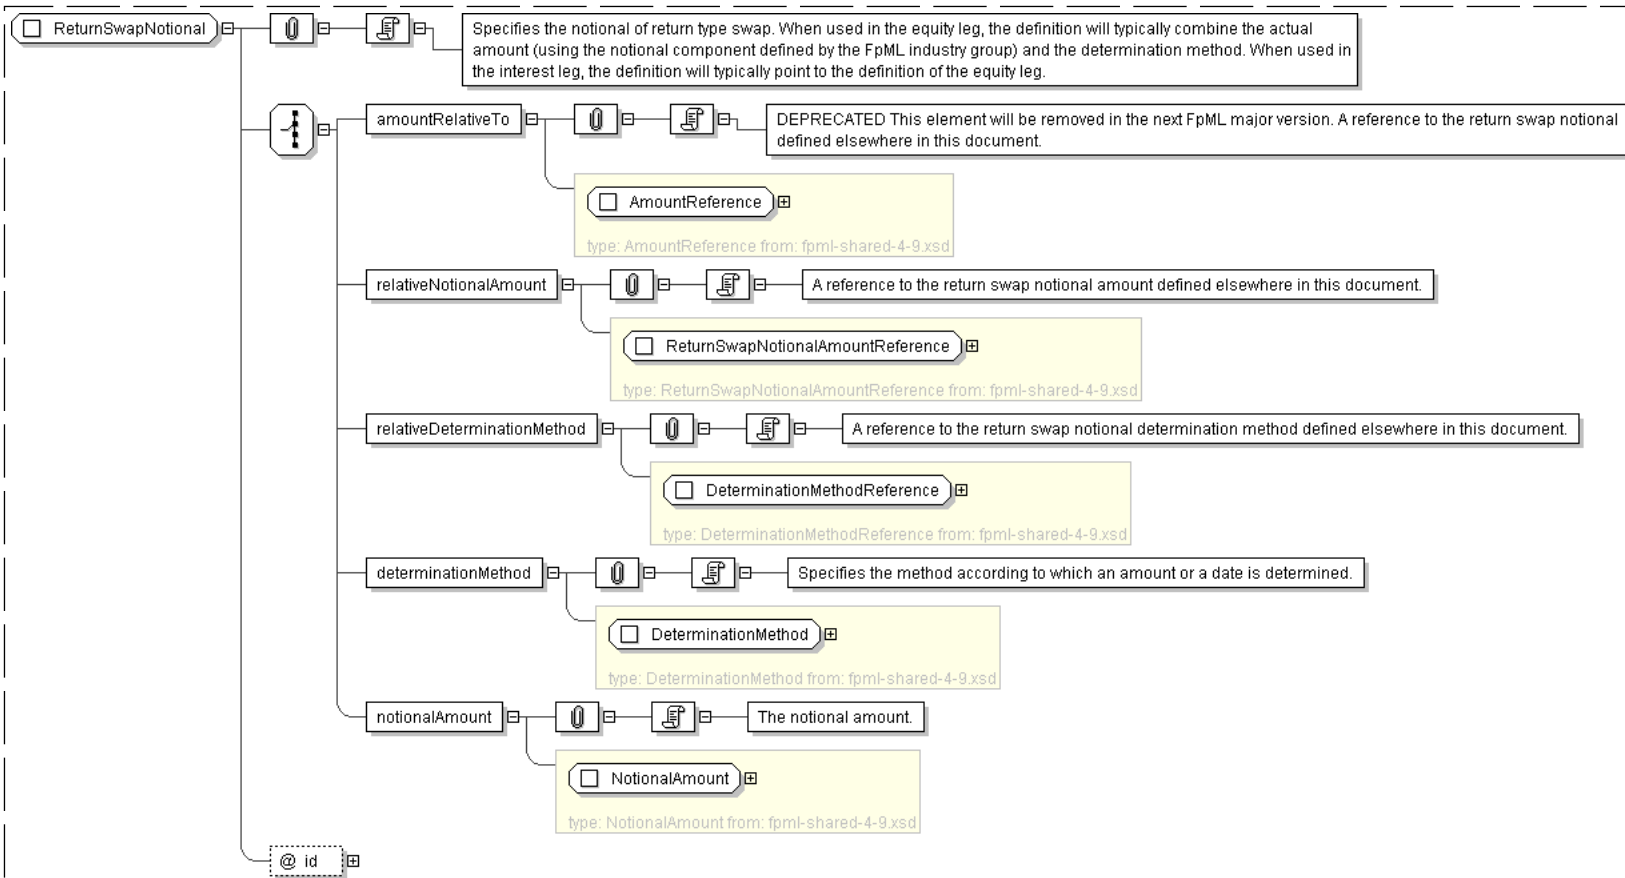 ReturnSwapNotional
Specifies the notional of return type swap. When used in the equity leg, the definition will typically combine the actual
amount (using the notional component defined by the FpML industry group) and the determination method. When used in
the interest leg, the definition will typically point to the definition of the equity leg.
amountRelativeTo
DEPRECATED This element will be removed in the next FpML major version. A reference to the return swap notional
defined elsewhere in this document.
AmountReference
type: AmountReference from: fpml-shared-4-9.xsd
relativeNotionalAmount
A reference to the return swap notional amount defined elsewhere in this document.
ReturnSwapNotionalAmountReference
type: ReturnSwapNotionalAmountReference from: fpml-shared-4-9.xsd
relativeDeterminationMethod
A reference to the return swap notional determination method defined elsewhere in this document.
DeterminationMethodReference
type: DeterminationMethodReference from: fpml-shared-4-9.xsd
determinationMethod
Specifies the method according to which an amount or a date is determined.
DeterminationMethod
type: DeterminationMethod from: fpml-shared-4-9.xsd
notionalAmount
The notional amount.
NotionalAmount
type: NotionalAmount from: fpml-shared-4-9.xsd
@ id